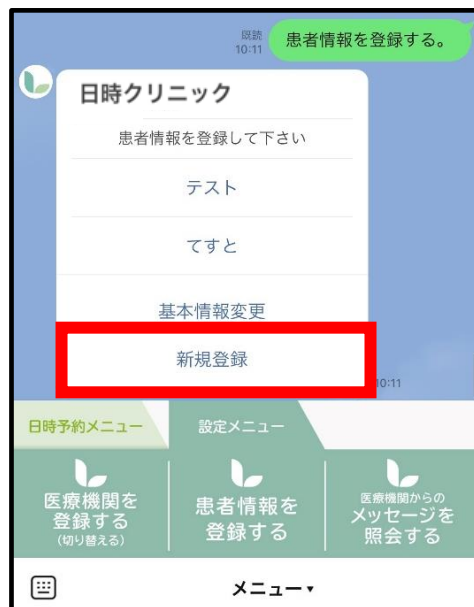 既読
10:11
患者情報を登録する。
日時クリニック
患者情報を登録して下さい
テスト
てすと
基本情報変更
新規登録
10:11
日時予約メニュー
設定メニュー
医療機関を
登録する
(切り替える)
患者情報を
登録する
医療機関からの
メッセージを
照会する
メニュー▾